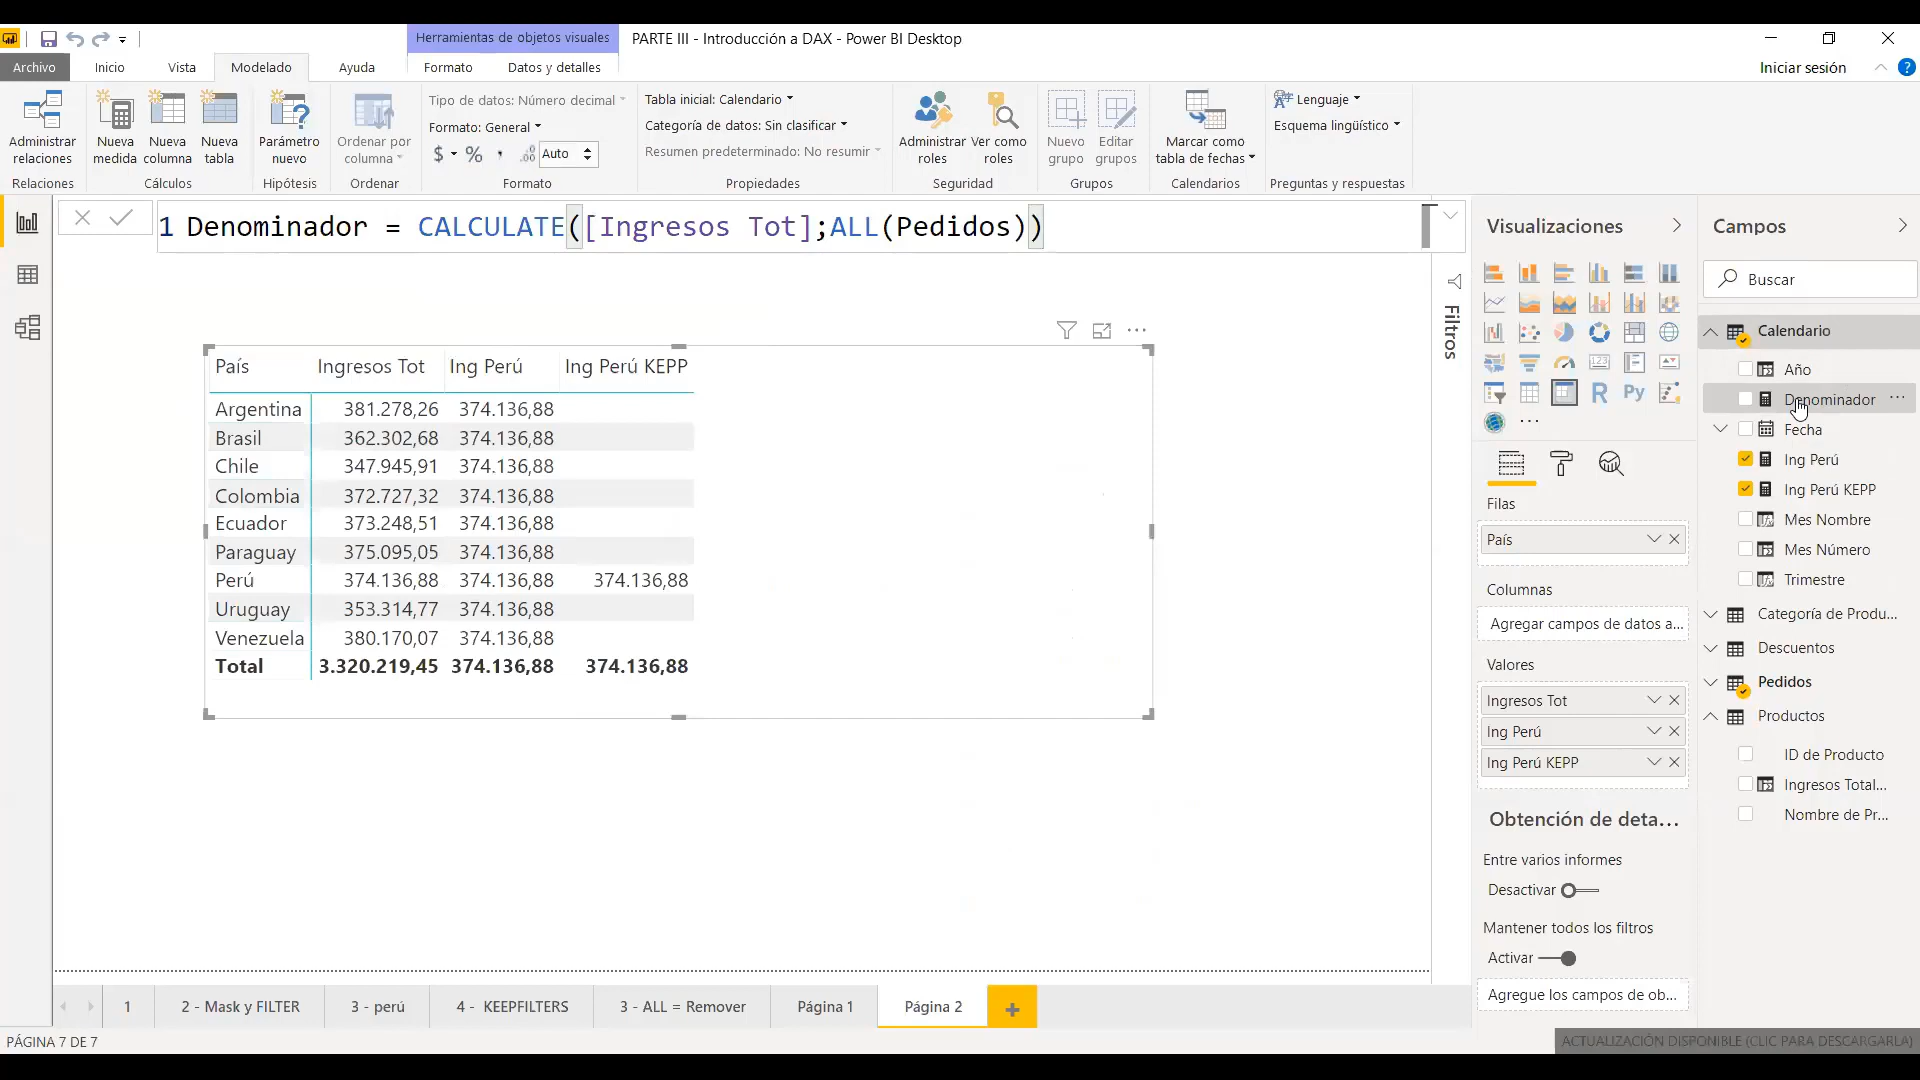 Herramientas de objetos visuales
PARTE III - Introducción a DAX - Power BI Desktop
Archivo
Inicio
Vista
Modelado
Ayuda
Formato
Datos y detalles
Iniciar sesión
?
Administrar relaciones
Nueva medida
Nueva columna
Nueva tabla
Parámetro nuevo
Ordenar por columna
Tipo de datos: Número decimal
Formato: General
$ % , .00 Auto
Tabla inicial: Calendario
Categoría de datos: Sin clasificar
Resumen predeterminado: No resumir
Administrar roles
Ver como roles
Nuevo grupo
Editar grupos
Marcar como tabla de fechas
Lenguaje
Esquema lingüístico
Relaciones
Cálculos
Hipótesis
Ordenar
Formato
Propiedades
Seguridad
Grupos
Calendarios
Preguntas y respuestas
1 Denominador = CALCULATE([Ingresos Tot];ALL(Pedidos))
País Ingresos Tot Ing Perú Ing Perú KEPP
Argentina 381.278,26 374.136,88
Brasil 362.302,68 374.136,88
Chile 347.945,91 374.136,88
Colombia 372.727,32 374.136,88
Ecuador 373.248,51 374.136,88
Paraguay 375.095,05 374.136,88
Perú 374.136,88 374.136,88 374.136,88
Uruguay 353.314,77 374.136,88
Venezuela 380.170,07 374.136,88
Total 3.320.219,45 374.136,88 374.136,88
Filtros
Visualizaciones
123
R
Py
Filas
País
Columnas
Agregar campos de datos a...
Valores
Ingresos Tot
Ing Perú
Ing Perú KEPP
Obtención de deta...
Entre varios informes
Desactivar
Mantener todos los filtros
Activar
Agregue los campos de ob...
Campos
Buscar
Calendario
Año
Denominador
Fecha
Ing Perú
Ing Perú KEPP
Mes Nombre
Mes Número
Trimestre
Categoría de Produ...
Descuentos
Pedidos
Productos
ID de Producto
Ingresos Total...
Nombre de Pr...
1
2 - Mask y FILTER
3 - perú
4 - KEEPFILTERS
3 - ALL = Remover
Página 1
Página 2
PÁGINA 7 DE 7
ACTUALIZACIÓN DISPONIBLE (CLIC PARA DESCARGARLA)